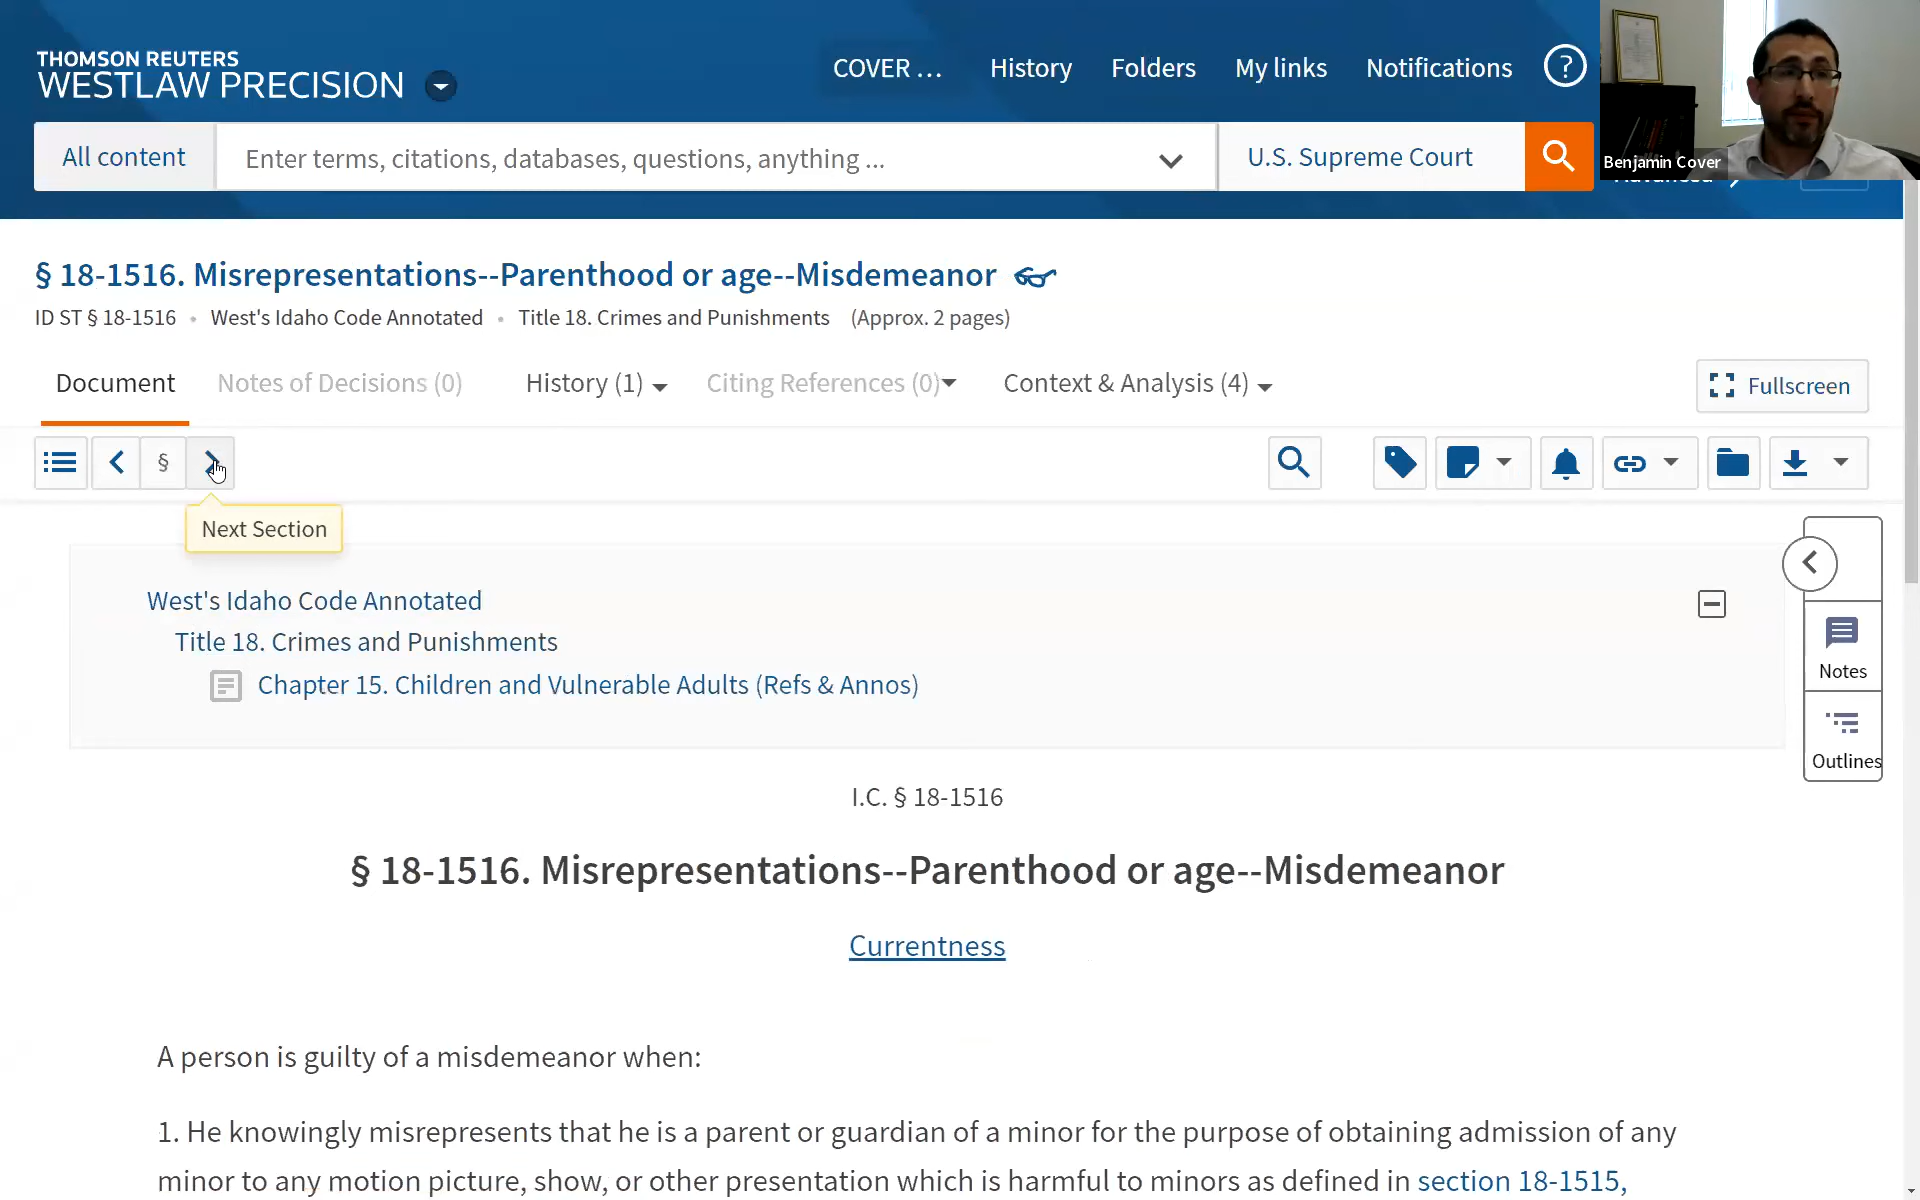 THOMSON REUTERS
WESTLAW PRECISION
COVER ...
History
Folders
My links
Notifications
?
All content
Enter terms, citations, databases, questions, anything ...
U.S. Supreme Court
Benjamin Cover
§ 18-1516. Misrepresentations--Parenthood or age--Misdemeanor
ID ST § 18-1516 • West's Idaho Code Annotated • Title 18. Crimes and Punishments (Approx. 2 pages)
Document
Notes of Decisions (0)
History (1)
Citing References (0)
Context & Analysis (4)
Fullscreen
§
Next Section
West's Idaho Code Annotated
Title 18. Crimes and Punishments
Chapter 15. Children and Vulnerable Adults (Refs & Annos)
Notes
Outlines
I.C. § 18-1516
§ 18-1516. Misrepresentations--Parenthood or age--Misdemeanor
Currentness
A person is guilty of a misdemeanor when:
1. He knowingly misrepresents that he is a parent or guardian of a minor for the purpose of obtaining admission of any
minor to any motion picture, show, or other presentation which is harmful to minors as defined in section 18-1515,